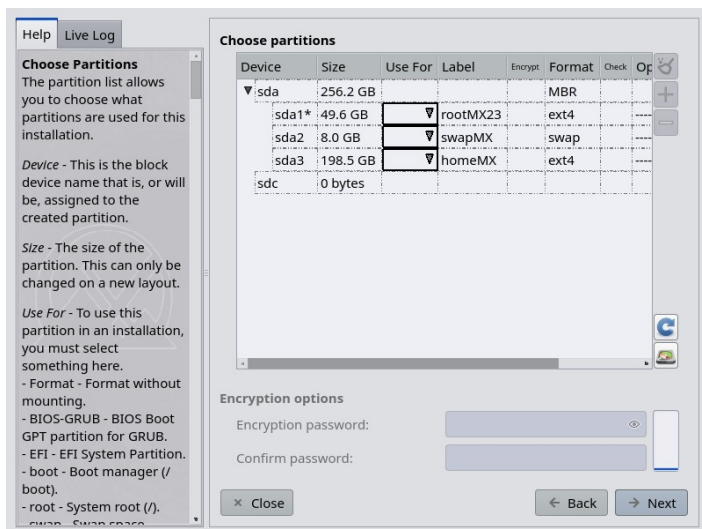 Help Live Log
Choose Partitions
The partition list allows
you to choose what
partitions are used for this
installation.
Device - This is the block
device name that is, or will
be, assigned to the
created partition.
Size - The size of the
partition. This can only be
changed on a new layout.
Use For - To use this
partition in an installation,
you must select
something here.
- Format - Format without
mounting.
- BIOS-GRUB - BIOS Boot
GPT partition for GRUB.
- EFI - EFI System Partition.
- boot - Boot manager (/
boot).
- root - System root (/).
- swap - Swap space
Choose partitions
Device Size Use For Label Encrypt Format Check Op
sda 256.2 GB MBR
sda1* 49.6 GB rootMX23 ext4 ----
sda2 8.0 GB swapMX swap ----
sda3 198.5 GB homeMX ext4 ----
sdc 0 bytes
Encryption options
Encryption password:
Confirm password:
Close
Back
Next